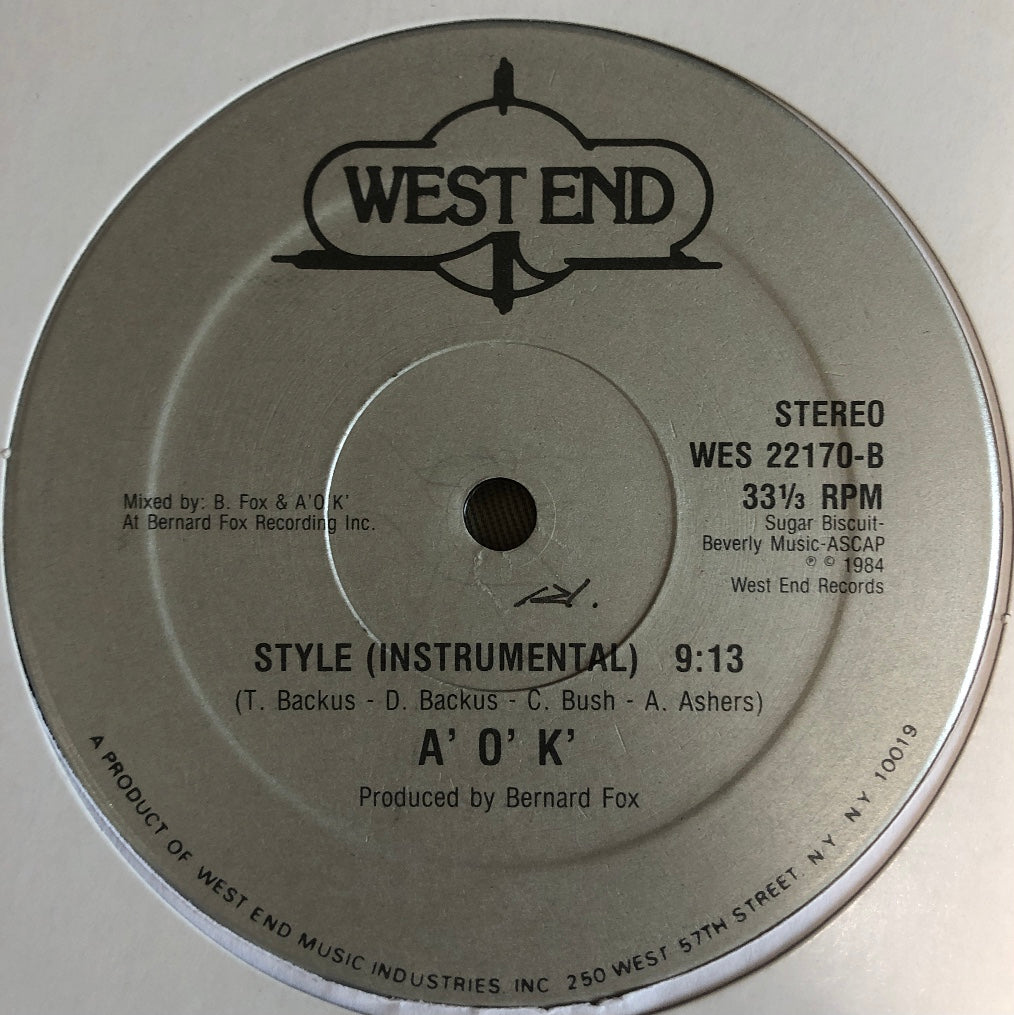 WEST END
STEREO
WES 22170-B
33⅓ RPM
Sugar Biscuit-
Beverly Music-ASCAP
℗ © 1984
West End Records
Mixed by: B. Fox & A'O'K'
At Bernard Fox Recording Inc.
STYLE (INSTRUMENTAL) 9:13
(T. Backus - D. Backus - C. Bush - A. Ashers)
A' O' K'
Produced by Bernard Fox
A PRODUCT OF WEST END MUSIC INDUSTRIES, INC 250 WEST 57TH STREET, N.Y. N.Y. 10019